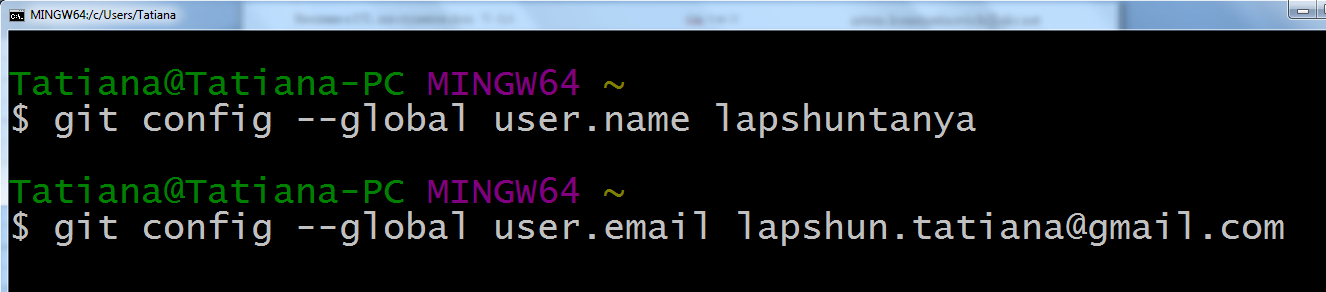 MINGW64:/c/Users/Tatiana
Tatiana@Tatiana-PC MINGW64 ~
$ git config --global user.name lapshuntanya
Tatiana@Tatiana-PC MINGW64 ~
$ git config --global user.email lapshun.tatiana@gmail.com